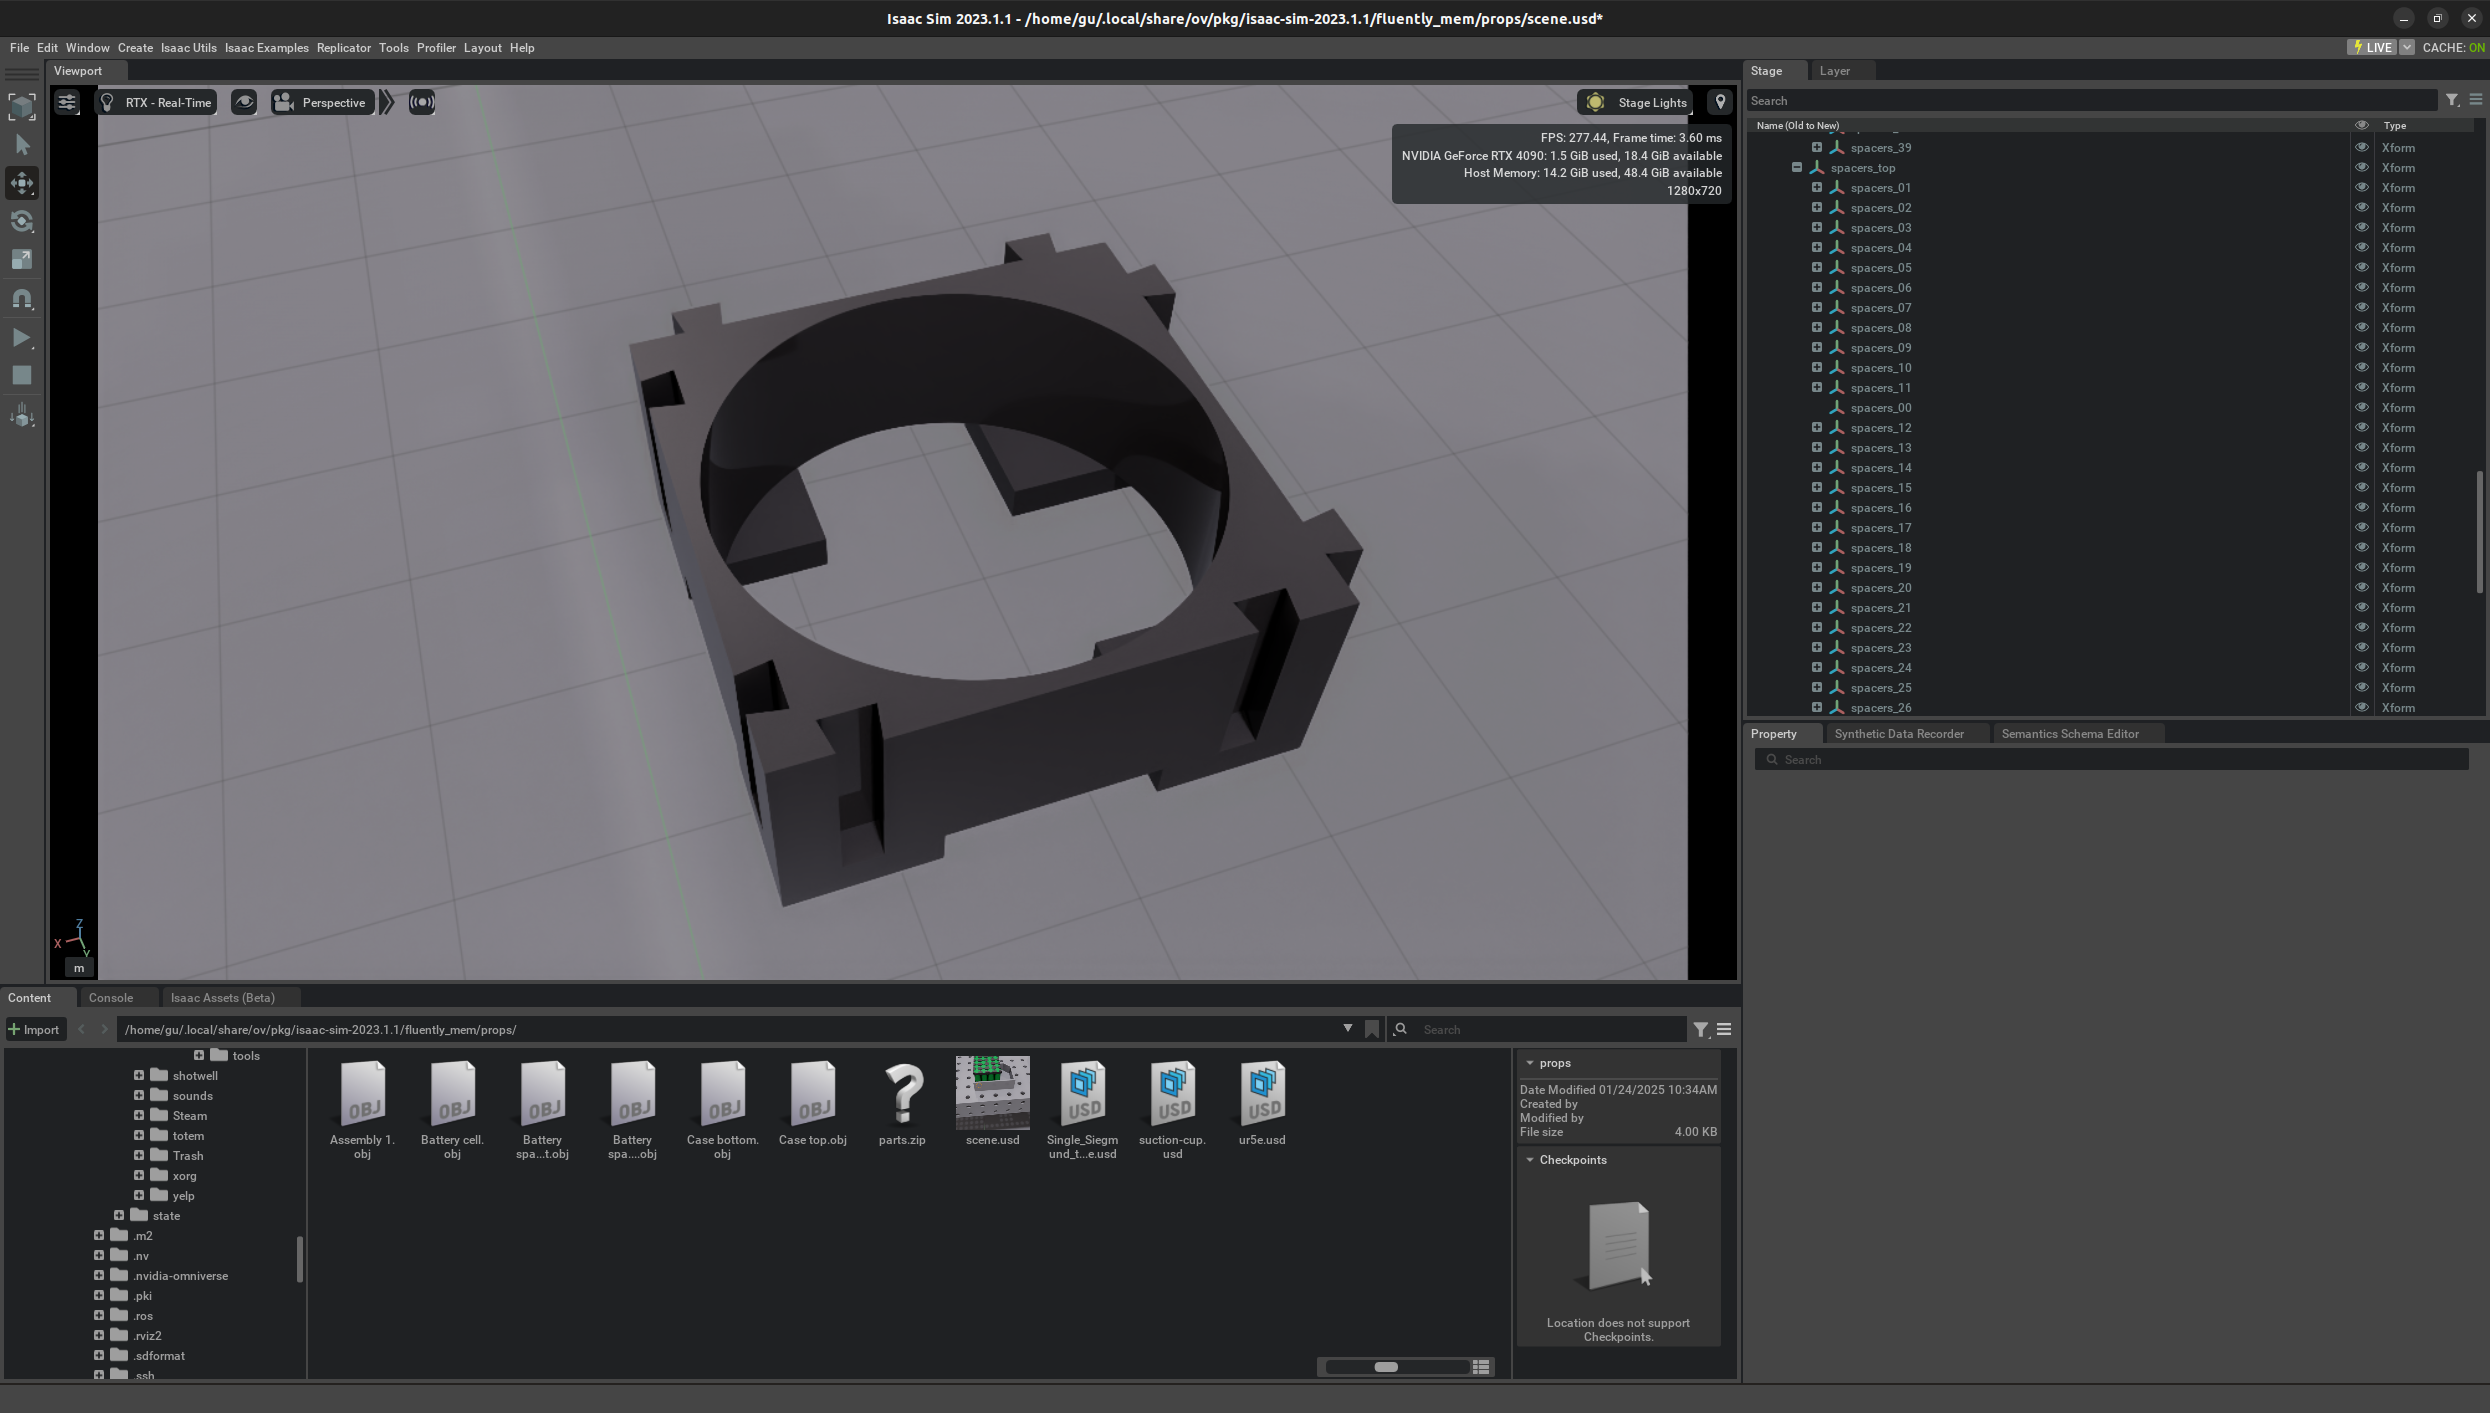 Isaac Sim 2023.1.1 - /home/gu/.local/share/ov/pkg/isaac-sim-2023.1.1/fluently_mem/props/scene.usd*
File Edit Window Create Isaac Utils Isaac Examples Replicator Tools Profiler Layout Help
LIVE CACHE: ON
Viewport
RTX - Real-Time
Perspective
Stage Lights
FPS: 277.44, Frame time: 3.60 ms
NVIDIA GeForce RTX 4090: 1.5 GiB used, 18.4 GiB available
Host Memory: 14.2 GiB used, 48.4 GiB available
1280x720
Z
X
Y
m
Stage Layer
Search
Name (Old to New) Type
spacers_39 Xform
spacers_top Xform
spacers_01 Xform
spacers_02 Xform
spacers_03 Xform
spacers_04 Xform
spacers_05 Xform
spacers_06 Xform
spacers_07 Xform
spacers_08 Xform
spacers_09 Xform
spacers_10 Xform
spacers_11 Xform
spacers_00 Xform
spacers_12 Xform
spacers_13 Xform
spacers_14 Xform
spacers_15 Xform
spacers_16 Xform
spacers_17 Xform
spacers_18 Xform
spacers_19 Xform
spacers_20 Xform
spacers_21 Xform
spacers_22 Xform
spacers_23 Xform
spacers_24 Xform
spacers_25 Xform
spacers_26 Xform
Property Synthetic Data Recorder Semantics Schema Editor
Search
Content Console Isaac Assets (Beta)
Import
/home/gu/.local/share/ov/pkg/isaac-sim-2023.1.1/fluently_mem/props/
Search
tools
shotwell
sounds
Steam
totem
Trash
xorg
yelp
state
.m2
.nv
.nvidia-omniverse
.pki
.ros
.rviz2
.sdformat
.ssh
OBJ OBJ OBJ OBJ OBJ OBJ USD USD USD
Assembly 1. Battery cell. Battery Battery Case bottom. Case top.obj parts.zip scene.usd Single_Siegm suction-cup. ur5e.usd
obj obj spa...t.obj spa....obj obj und_t...e.usd usd
props
Date Modified 01/24/2025 10:34AM
Created by
Modified by
File size 4.00 KB
Checkpoints
Location does not support
Checkpoints.